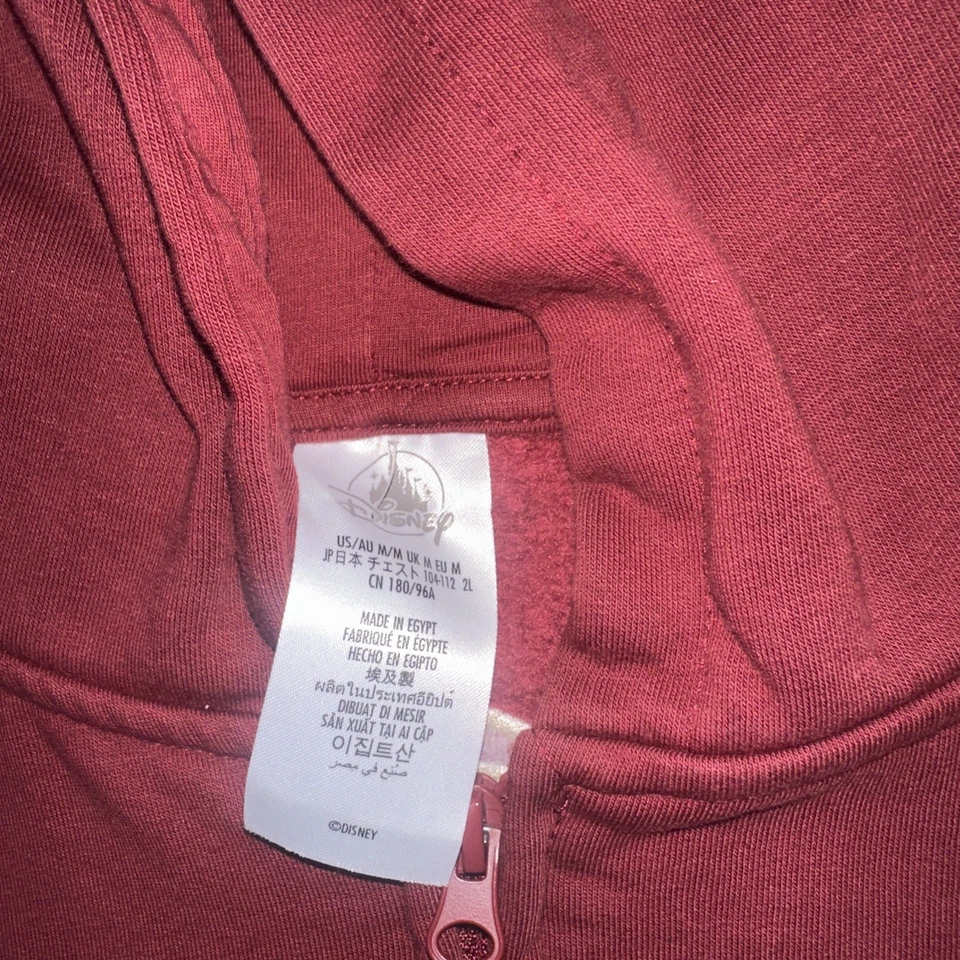 DISNEY
US/AU M/M UK M EU M
JP日本 チェスト 104-112 2L
CN 180/96A
MADE IN EGYPT
FABRIQUÉ EN ÉGYPTE
HECHO EN EGIPTO
埃及製
ผลิตในประเทศอียิปต์
DIBUAT DI MESIR
SẢN XUẤT TẠI AI CẬP
이집트산
صنع في مصر
©DISNEY